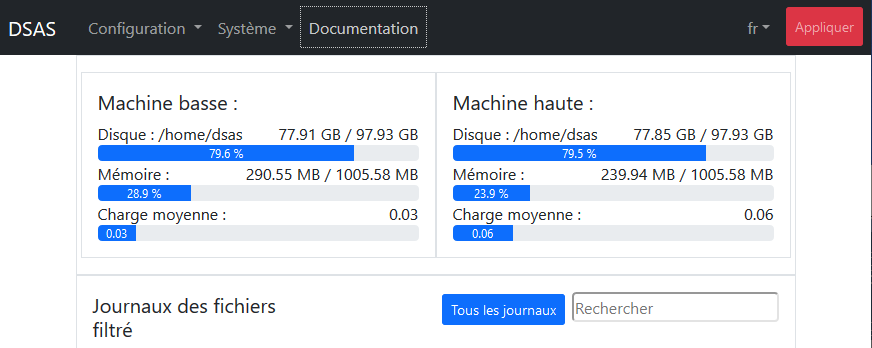 DSAS Configuration Système Documentation fr Appliquer
Machine basse :
Disque : /home/dsas 77.91 GB / 97.93 GB
79.6 %
Mémoire : 290.55 MB / 1005.58 MB
28.9 %
Charge moyenne : 0.03
0.03
Machine haute :
Disque : /home/dsas 77.85 GB / 97.93 GB
79.5 %
Mémoire : 239.94 MB / 1005.58 MB
23.9 %
Charge moyenne : 0.06
0.06
Journaux des fichiers
filtré
Tous les journaux Rechercher